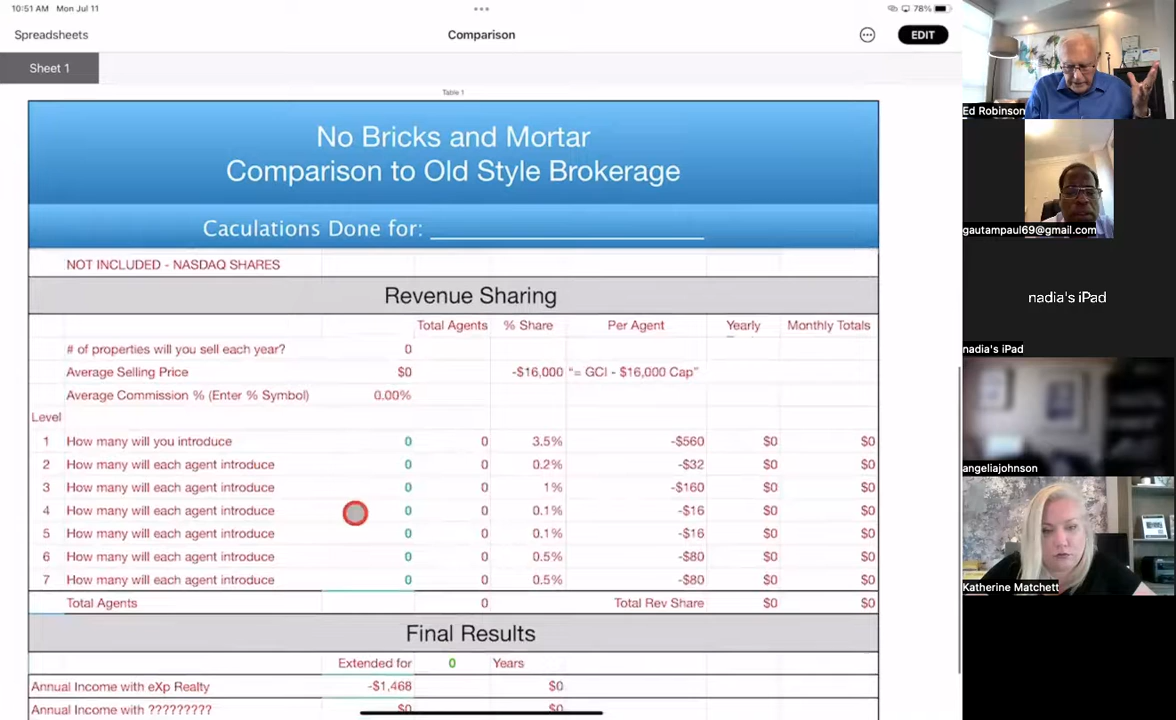 10:51 AM Mon Jul 11
78%
Spreadsheets
Comparison
EDIT
Sheet 1
Table 1
No Bricks and Mortar
Comparison to Old Style Brokerage
Caculations Done for: ____________________
NOT INCLUDED - NASDAQ SHARES
Revenue Sharing
Total Agents % Share Per Agent Yearly Monthly Totals
# of properties will you sell each year? 0
Average Selling Price $0 -$16,000 "= GCI - $16,000 Cap"
Average Commission % (Enter % Symbol) 0.00%
Level
1 How many will you introduce 0 0 3.5% -$560 $0 $0
2 How many will each agent introduce 0 0 0.2% -$32 $0 $0
3 How many will each agent introduce 0 0 1% -$160 $0 $0
4 How many will each agent introduce 0 0 0.1% -$16 $0 $0
5 How many will each agent introduce 0 0 0.1% -$16 $0 $0
6 How many will each agent introduce 0 0 0.5% -$80 $0 $0
7 How many will each agent introduce 0 0 0.5% -$80 $0 $0
Total Agents 0 Total Rev Share $0 $0
Final Results
Extended for 0 Years
Annual Income with eXp Realty -$1,468 $0
Annual Income with ????????? $0 $0
Ed Robinson
gautampaul69@gmail.com
nadia's iPad
nadia's iPad
angeliajohnson
Katherine Matchett